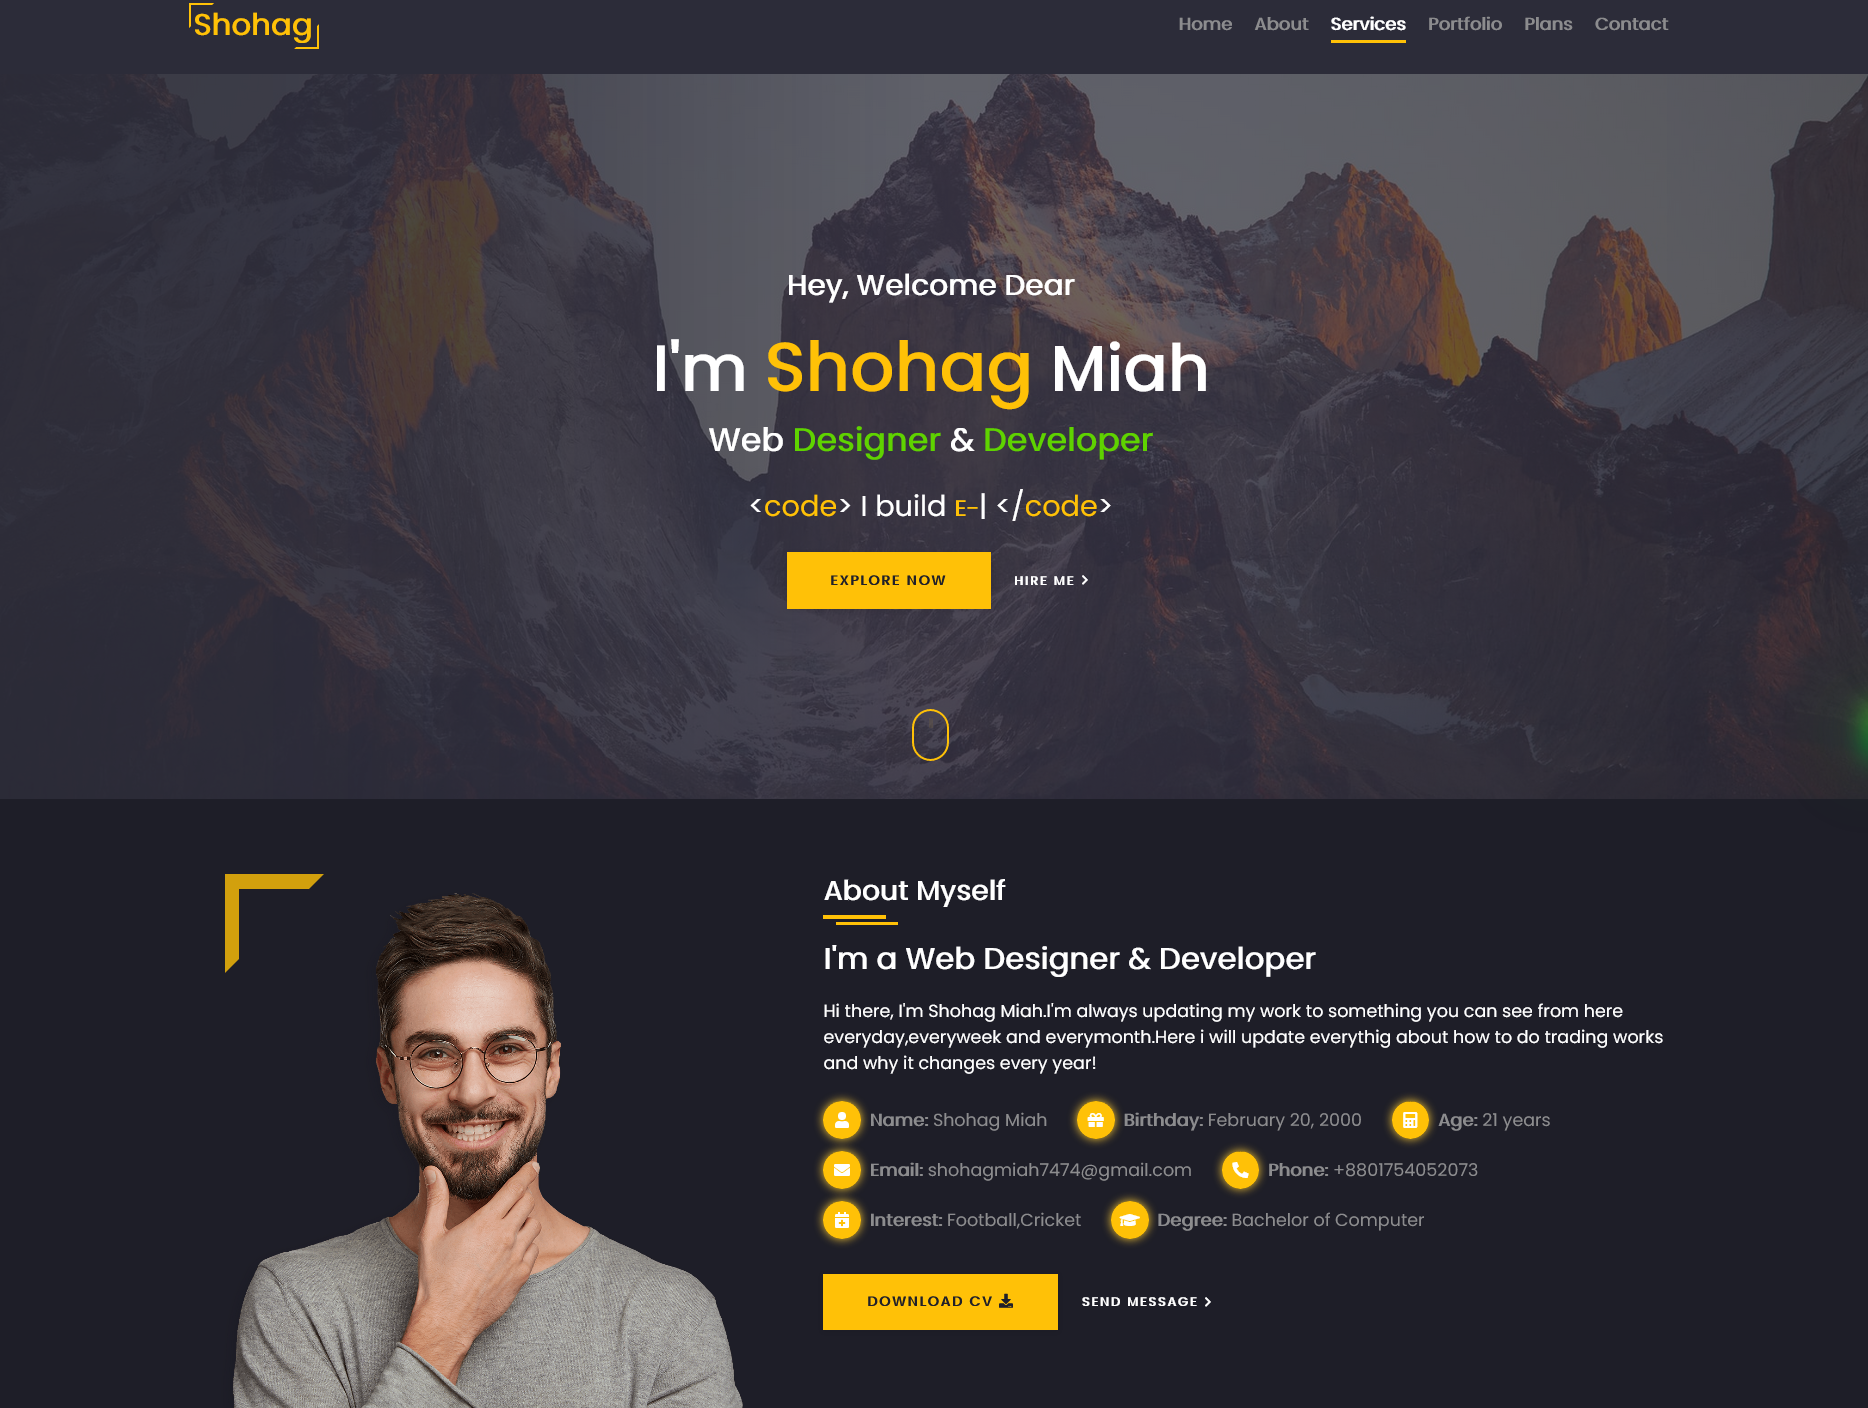 Shohag
Home About Services Portfolio Plans Contact
Hey, Welcome Dear
I'm Shohag Miah
Web Designer & Developer
<code> I build E-| </code>
EXPLORE NOW
HIRE ME
About Myself
I'm a Web Designer & Developer
Hi there, I'm Shohag Miah.I'm always updating my work to something you can see from here
everyday,everyweek and everymonth.Here i will update everythig about how to do trading works
and why it changes every year!
Name: Shohag Miah Birthday: February 20, 2000 Age: 21 years
Email: shohagmiah7474@gmail.com Phone: +8801754052073
Interest: Football,Cricket Degree: Bachelor of Computer
DOWNLOAD CV
SEND MESSAGE